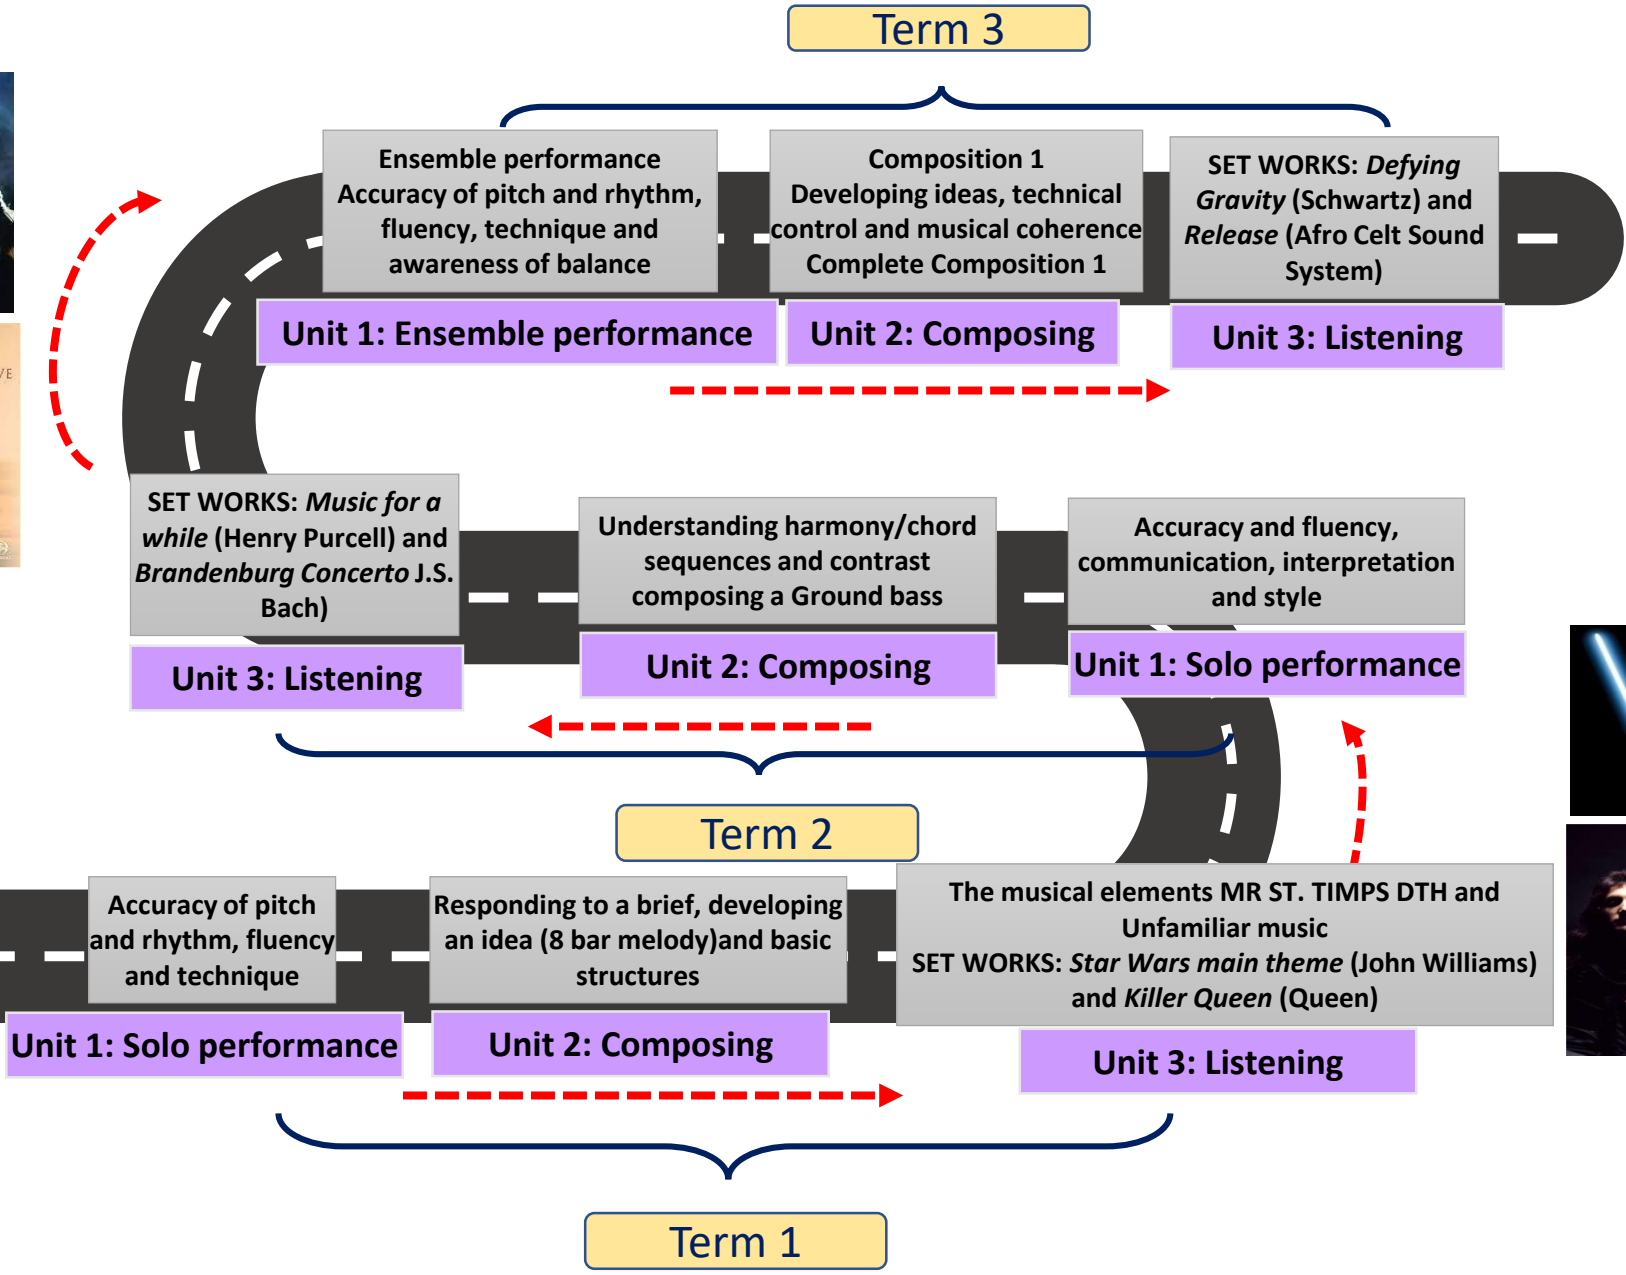 Term 3
Ensemble performance
Accuracy of pitch and rhythm,
fluency, technique and
awareness of balance
Unit 1: Ensemble performance
Composition 1
Developing ideas, technical
control and musical coherence
Complete Composition 1
Unit 2: Composing
SET WORKS: Defying
Gravity (Schwartz) and
Release (Afro Celt Sound
System)
Unit 3: Listening
SET WORKS: Music for a
while (Henry Purcell) and
Brandenburg Concerto J.S.
Bach)
Unit 3: Listening
Understanding harmony/chord
sequences and contrast
composing a Ground bass
Unit 2: Composing
Accuracy and fluency,
communication, interpretation
and style
Unit 1: Solo performance
Term 2
Accuracy of pitch
and rhythm, fluency
and technique
Unit 1: Solo performance
Responding to a brief, developing
an idea (8 bar melody)and basic
structures
Unit 2: Composing
The musical elements MR ST. TIMPS DTH and
Unfamiliar music
SET WORKS: Star Wars main theme (John Williams)
and Killer Queen (Queen)
Unit 3: Listening
Term 1